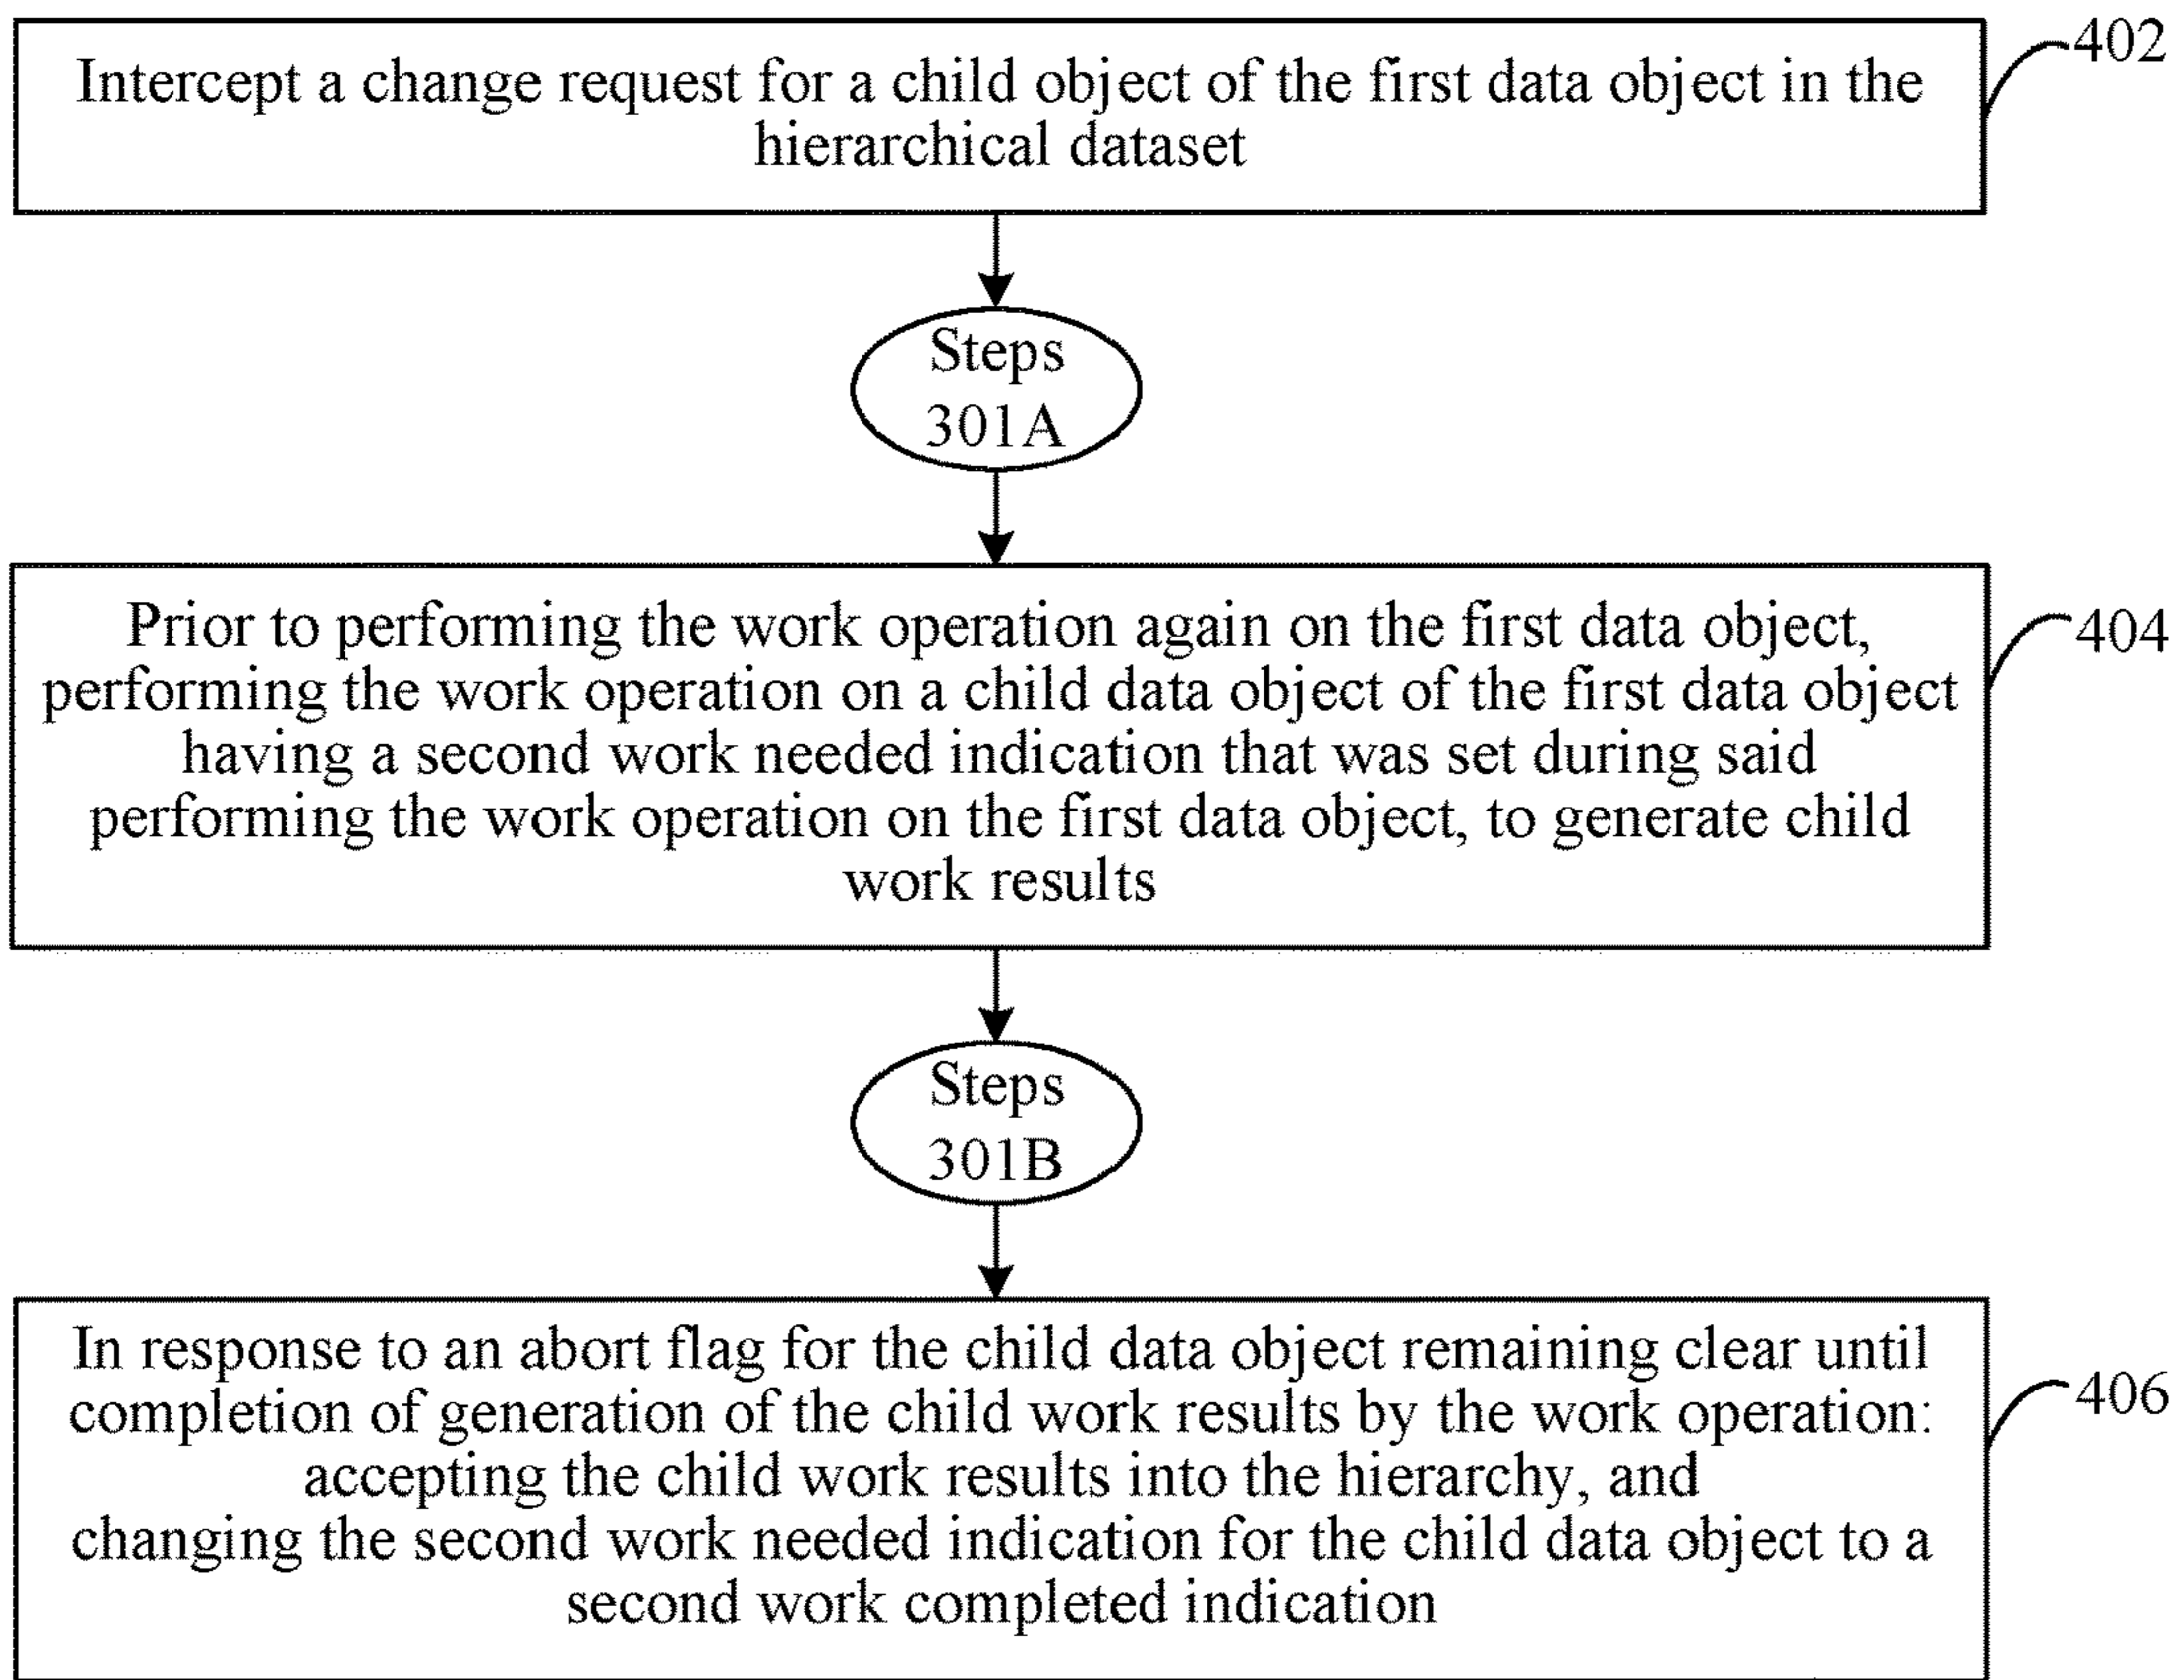 402
Intercept a change request for a child object of the first data object in the
hierarchical dataset
Steps
301A
404
Prior to performing the work operation again on the first data object,
performing the work operation on a child data object of the first data object
having a second work needed indication that was set during said
performing the work operation on the first data object, to generate child
work results
Steps
301B
406
In response to an abort flag for the child data object remaining clear until
completion of generation of the child work results by the work operation:
accepting the child work results into the hierarchy, and
changing the second work needed indication for the child data object to a
second work completed indication